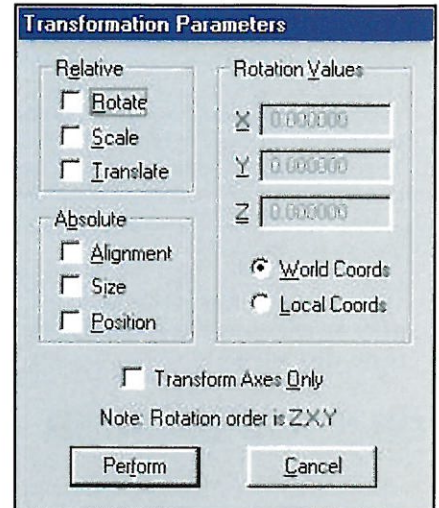 Transformation Parameters
Relative
Rotate
Scale
Translate
Absolute
Alignment
Size
Position
Rotation Values
X 0.000000
Y 0.000000
Z 0.000000
World Coords
Local Coords
Transform Axes Only
Note: Rotation order is Z,X,Y
Perform
Cancel